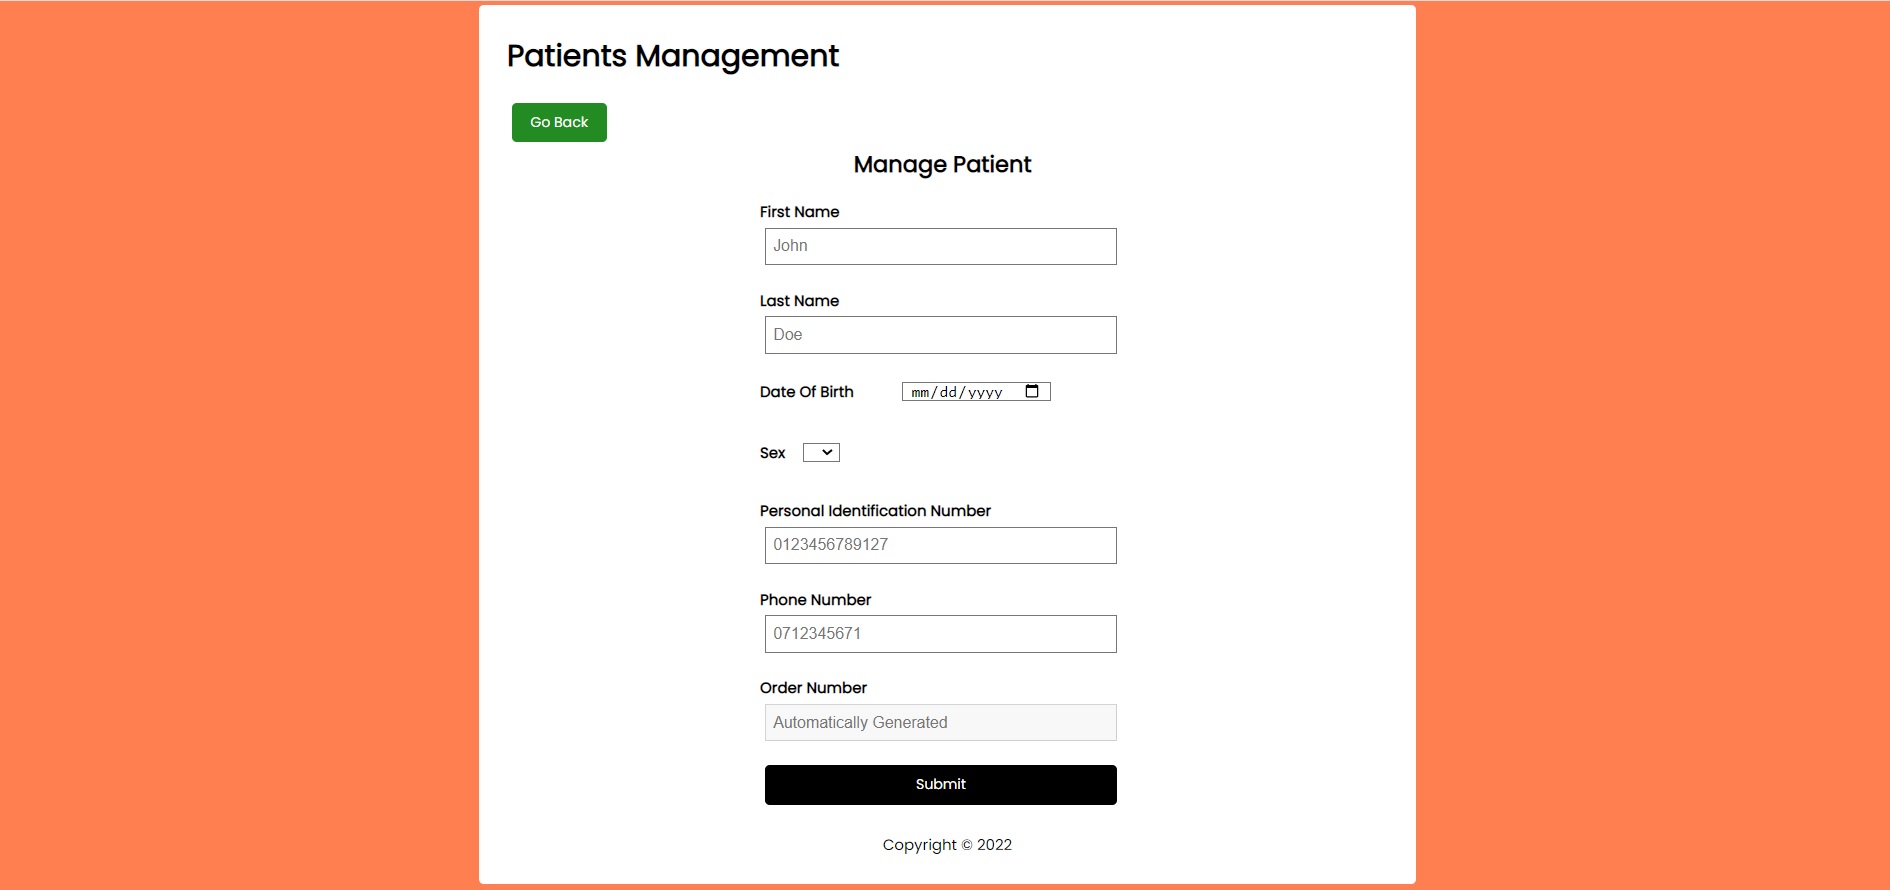 Patients Management
Go Back
Manage Patient
First Name
John
Last Name
Doe
Date Of Birth mm/dd/yyyy
Sex
Personal Identification Number
0123456789127
Phone Number
0712345671
Order Number
Automatically Generated
Submit
Copyright © 2022